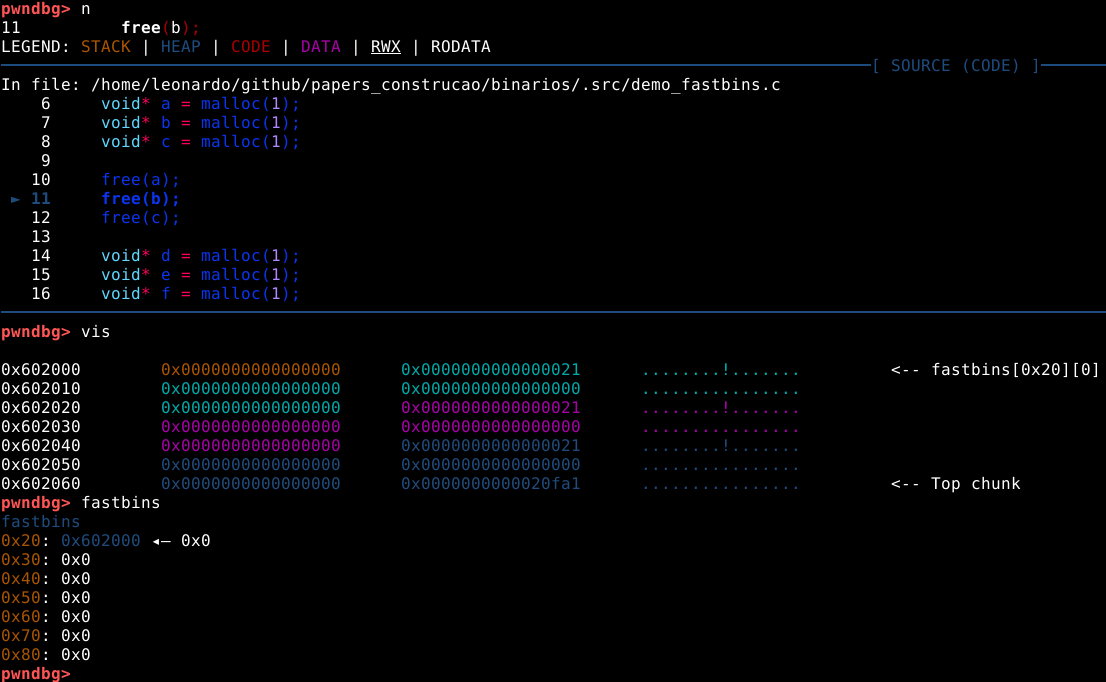 pwndbg> n
11          free(b);
LEGEND: STACK | HEAP | CODE | DATA | RWX | RODATA
[ SOURCE (CODE) ]
In file: /home/leonardo/github/papers_construcao/binarios/.src/demo_fastbins.c
    6     void* a = malloc(1);
    7     void* b = malloc(1);
    8     void* c = malloc(1);
    9
   10     free(a);
 ► 11     free(b);
   12     free(c);
   13
   14     void* d = malloc(1);
   15     void* e = malloc(1);
   16     void* f = malloc(1);
pwndbg> vis
0x602000        0x0000000000000000      0x0000000000000021      ........!.......         <-- fastbins[0x20][0]
0x602010        0x0000000000000000      0x0000000000000000      ................
0x602020        0x0000000000000000      0x0000000000000021      ........!.......
0x602030        0x0000000000000000      0x0000000000000000      ................
0x602040        0x0000000000000000      0x0000000000000021      ........!.......
0x602050        0x0000000000000000      0x0000000000000000      ................
0x602060        0x0000000000000000      0x0000000000020fa1      ................         <-- Top chunk
pwndbg> fastbins
fastbins
0x20: 0x602000 ◂— 0x0
0x30: 0x0
0x40: 0x0
0x50: 0x0
0x60: 0x0
0x70: 0x0
0x80: 0x0
pwndbg>